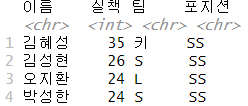 이름 실책 팀 포지션
<chr> <int> <chr> <chr>
1 김혜성 35 키 SS
2 김성현 26 S SS
3 오지환 24 L SS
4 박성한 24 S SS